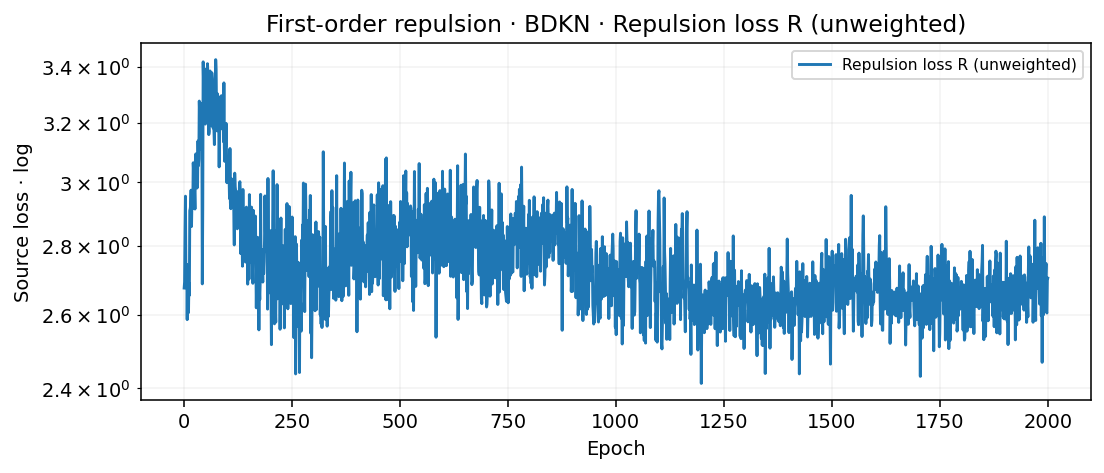 First-order repulsion · BDKN · Repulsion loss R (unweighted)
Repulsion loss R (unweighted)
Source loss · log
3.4 × 10⁰
3.2 × 10⁰
3 × 10⁰
2.8 × 10⁰
2.6 × 10⁰
2.4 × 10⁰
0 250 500 750 1000 1250 1500 1750 2000
Epoch